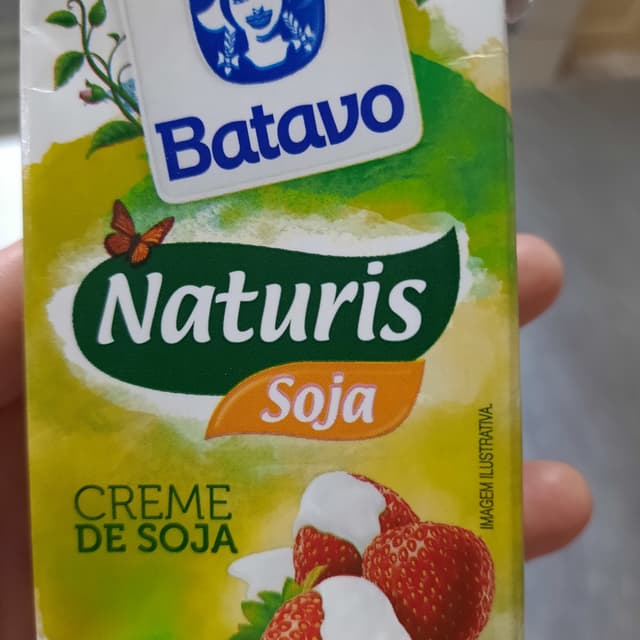 Batavo
Naturis
Soja
CREME
DE SOJA
IMAGEM ILUSTRATIVA.